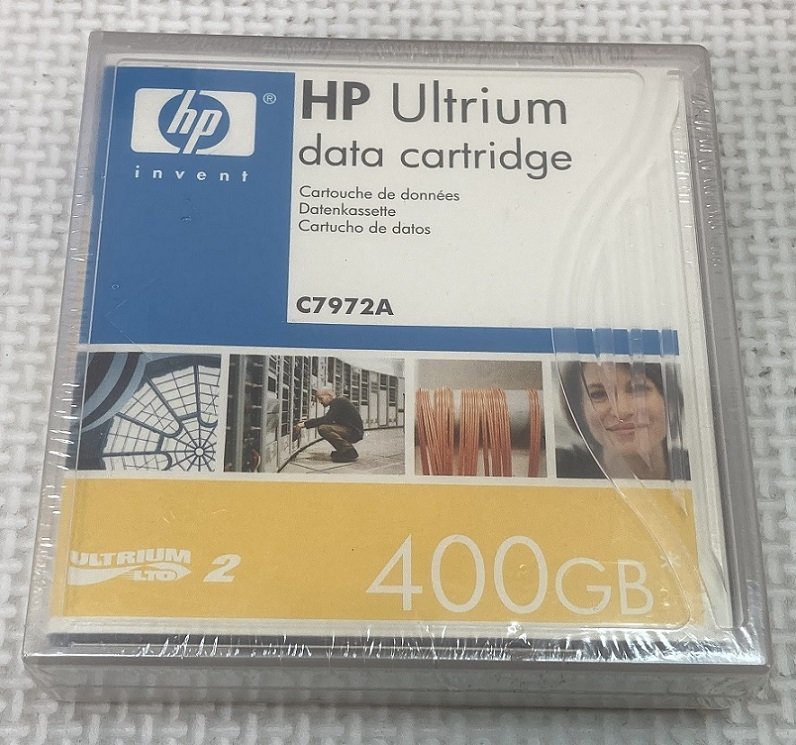 hp ®
invent
HP Ultrium
data cartridge
Cartouche de données
Datenkassette
Cartucho de datos
C7972A
ULTRIUM
LTO 2
400GB*